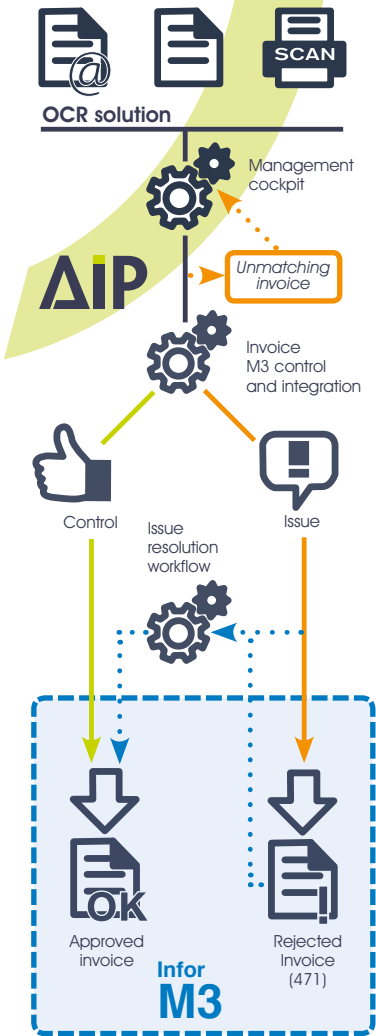 @
SCAN
OCR solution
Management
cockpit
AiP
Unmatching
invoice
Invoice
M3 control
and integration
Control
Issue
Issue
resolution
workflow
OK
Approved
invoice
Rejected
Invoice
(471)
Infor
M3